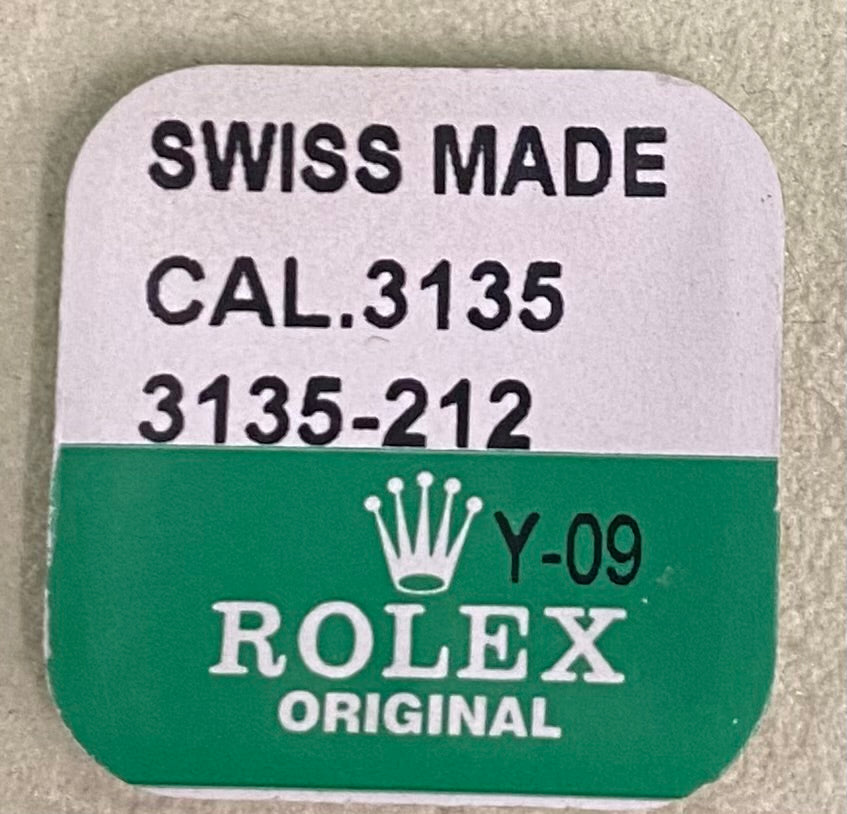 SWISS MADE
CAL.3135
3135-212
Y-09
ROLEX
ORIGINAL